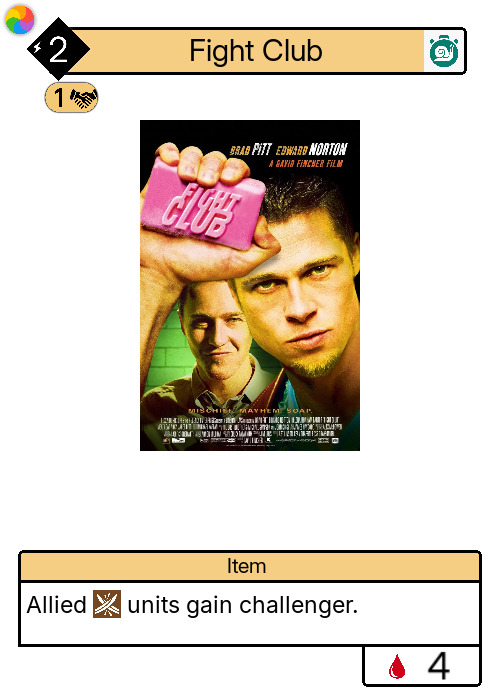 2
Fight Club
1
BRAD PITT EDWARD NORTON
A DAVID FINCHER FILM
FIGHT
CLUB
MISCHIEF. MAYHEM. SOAP.
Item
Allied units gain challenger.
4